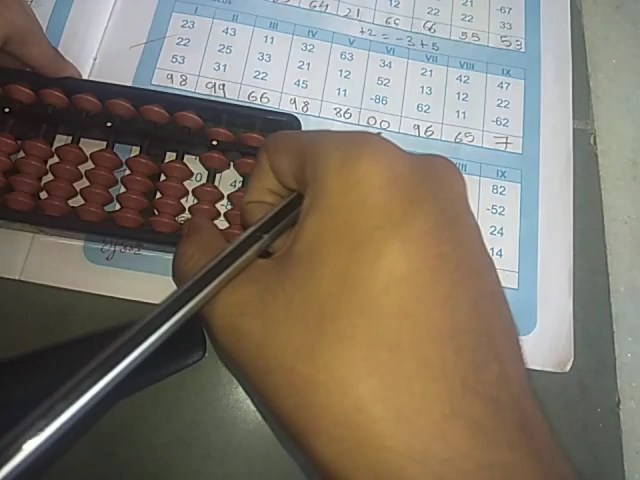 12 21 -67
22 22 33
64 21 66 66 55 53
+2 = -3 + 5
I II III IV V VI VII VIII IX
23 43 11 32 63 34 21 42 47
22 25 33 21 12 52 13 12 22
53 31 22 45 11 -86 62 11 -62
98 99 66 98 86 00 96 65 7
IX
82
-52
24
14